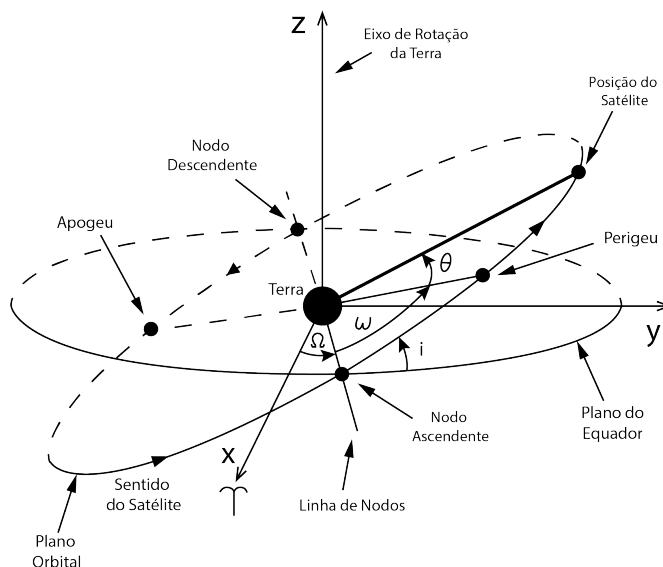 z
Eixo de Rotação
da Terra
Posição do
Satélite
Nodo
Descendente
Apogeu
Perigeu
Terra
θ
ω
y
Ω
i
Nodo
Ascendente
Plano do
Equador
x
♈
Sentido
do Satélite
Linha de Nodos
Plano
Orbital